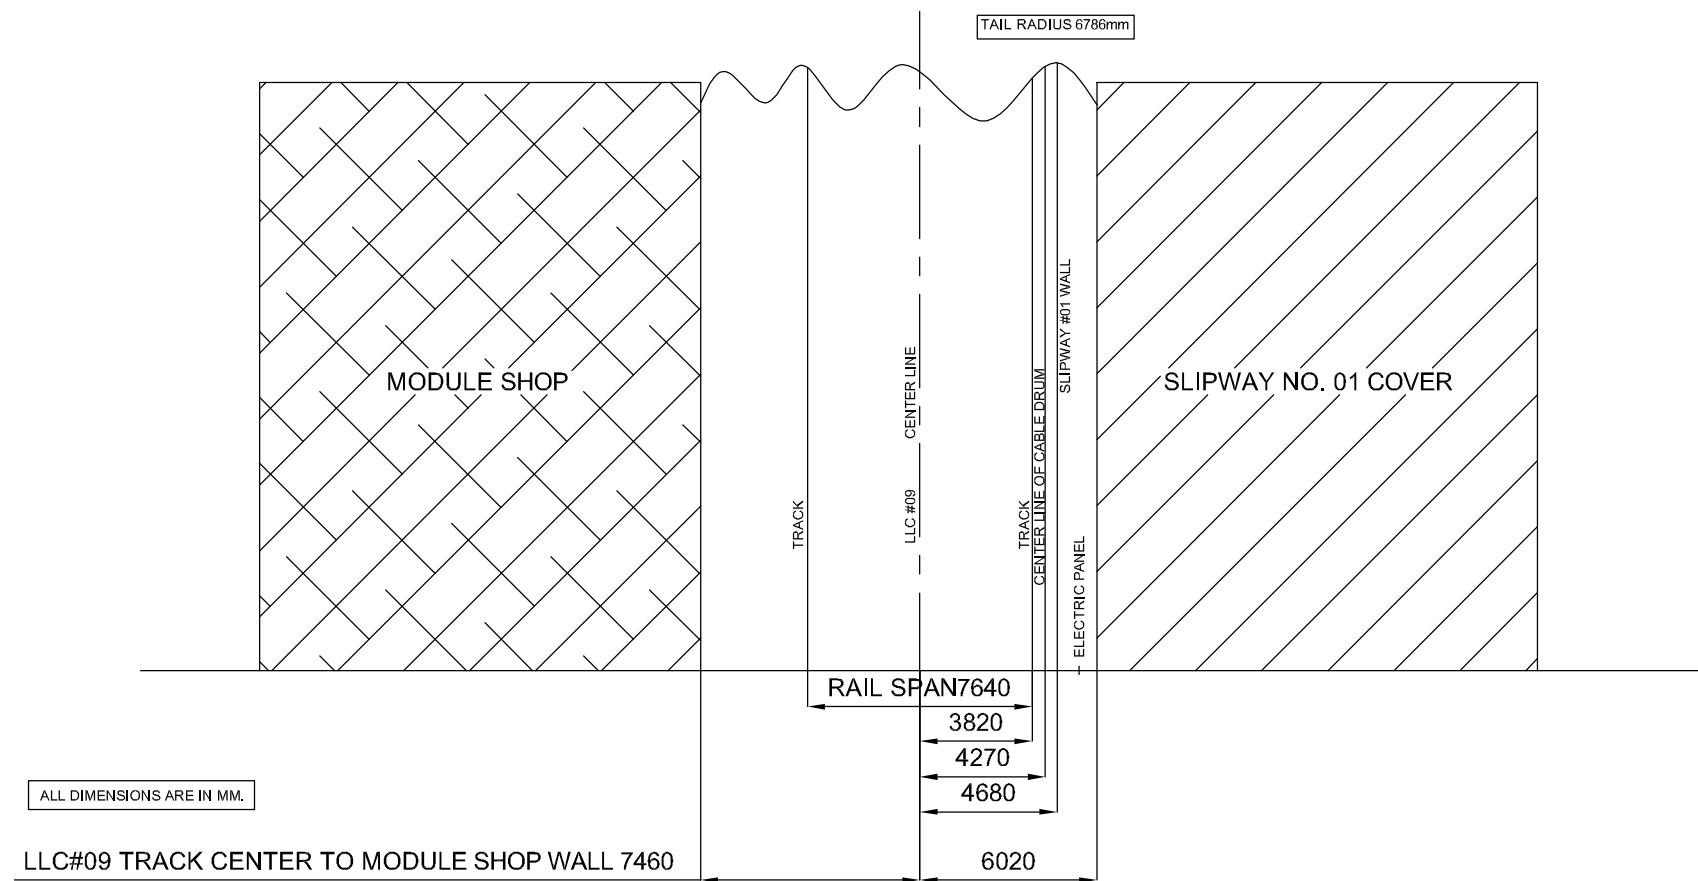 TAIL RADIUS 6786mm
MODULE SHOP
SLIPWAY NO. 01 COVER
TRACK
LLC #09 CENTER LINE
TRACK
CENTER LINE OF CABLE DRUM
SLIPWAY #01 WALL
ELECTRIC PANEL
RAIL SPAN7640
3820
4270
4680
ALL DIMENSIONS ARE IN MM.
LLC#09 TRACK CENTER TO MODULE SHOP WALL 7460
6020